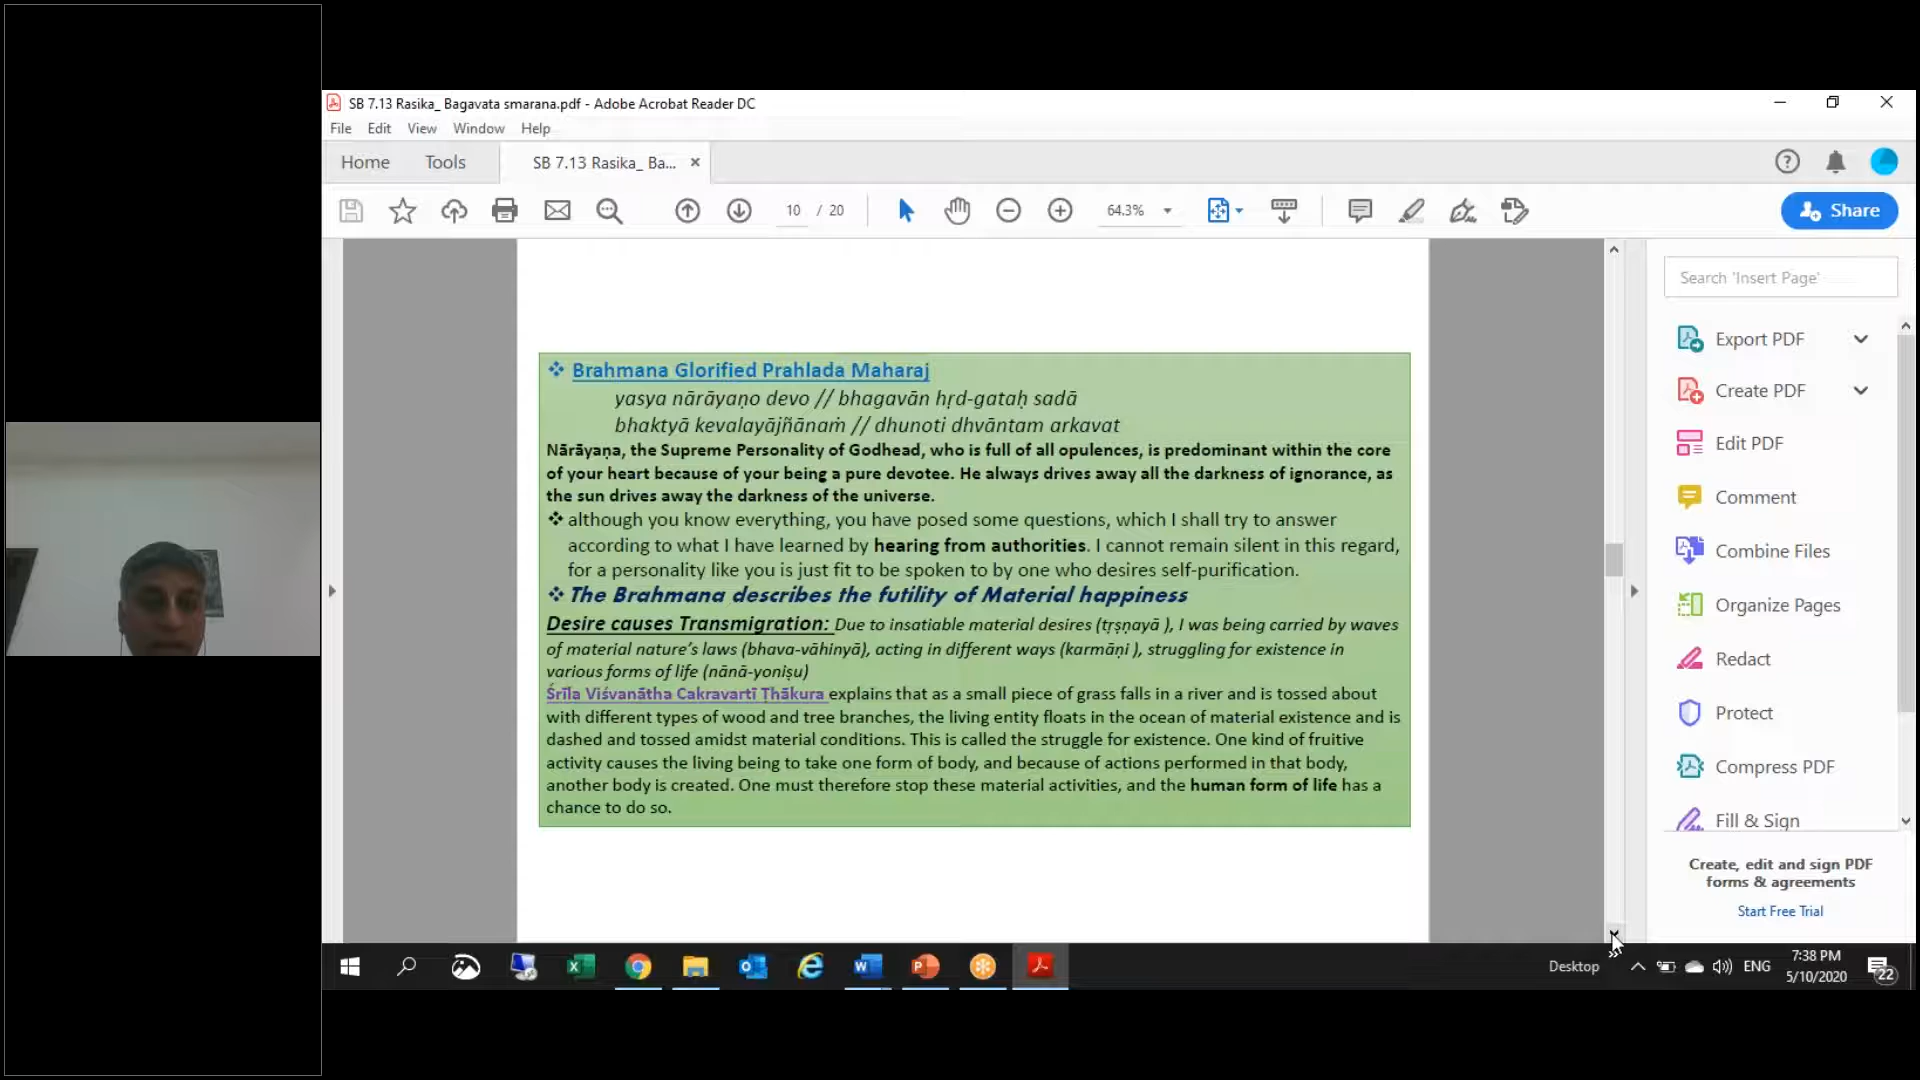 SB 7.13 Rasika_ Bagavata smarana.pdf - Adobe Acrobat Reader DC
File Edit View Window Help
Home Tools SB 7.13 Rasika_ Ba...
10 / 20 64.3% Share
Search 'Insert Page'
Export PDF
Create PDF
Edit PDF
Comment
Combine Files
Organize Pages
Redact
Protect
Compress PDF
Fill & Sign
Create, edit and sign PDF
forms & agreements
Start Free Trial
❖ Brahmana Glorified Prahlada Maharaj
yasya nārāyaṇo devo // bhagavān hṛd-gataḥ sadā
bhaktyā kevalayājñānaṁ // dhunoti dhvāntam arkavat
Nārāyaṇa, the Supreme Personality of Godhead, who is full of all opulences, is predominant within the core
of your heart because of your being a pure devotee. He always drives away all the darkness of ignorance, as
the sun drives away the darkness of the universe.
❖ although you know everything, you have posed some questions, which I shall try to answer
according to what I have learned by hearing from authorities. I cannot remain silent in this regard,
for a personality like you is just fit to be spoken to by one who desires self-purification.
❖ The Brahmana describes the futility of Material happiness
Desire causes Transmigration: Due to insatiable material desires (tṛṣṇayā ), I was being carried by waves
of material nature's laws (bhava-vāhinyā), acting in different ways (karmāṇi ), struggling for existence in
various forms of life (nānā-yoniṣu)
Śrīla Viśvanātha Cakravartī Ṭhākura explains that as a small piece of grass falls in a river and is tossed about
with different types of wood and tree branches, the living entity floats in the ocean of material existence and is
dashed and tossed amidst material conditions. This is called the struggle for existence. One kind of fruitive
activity causes the living being to take one form of body, and because of actions performed in that body,
another body is created. One must therefore stop these material activities, and the human form of life has a
chance to do so.
Desktop ENG 7:38 PM
5/10/2020 22